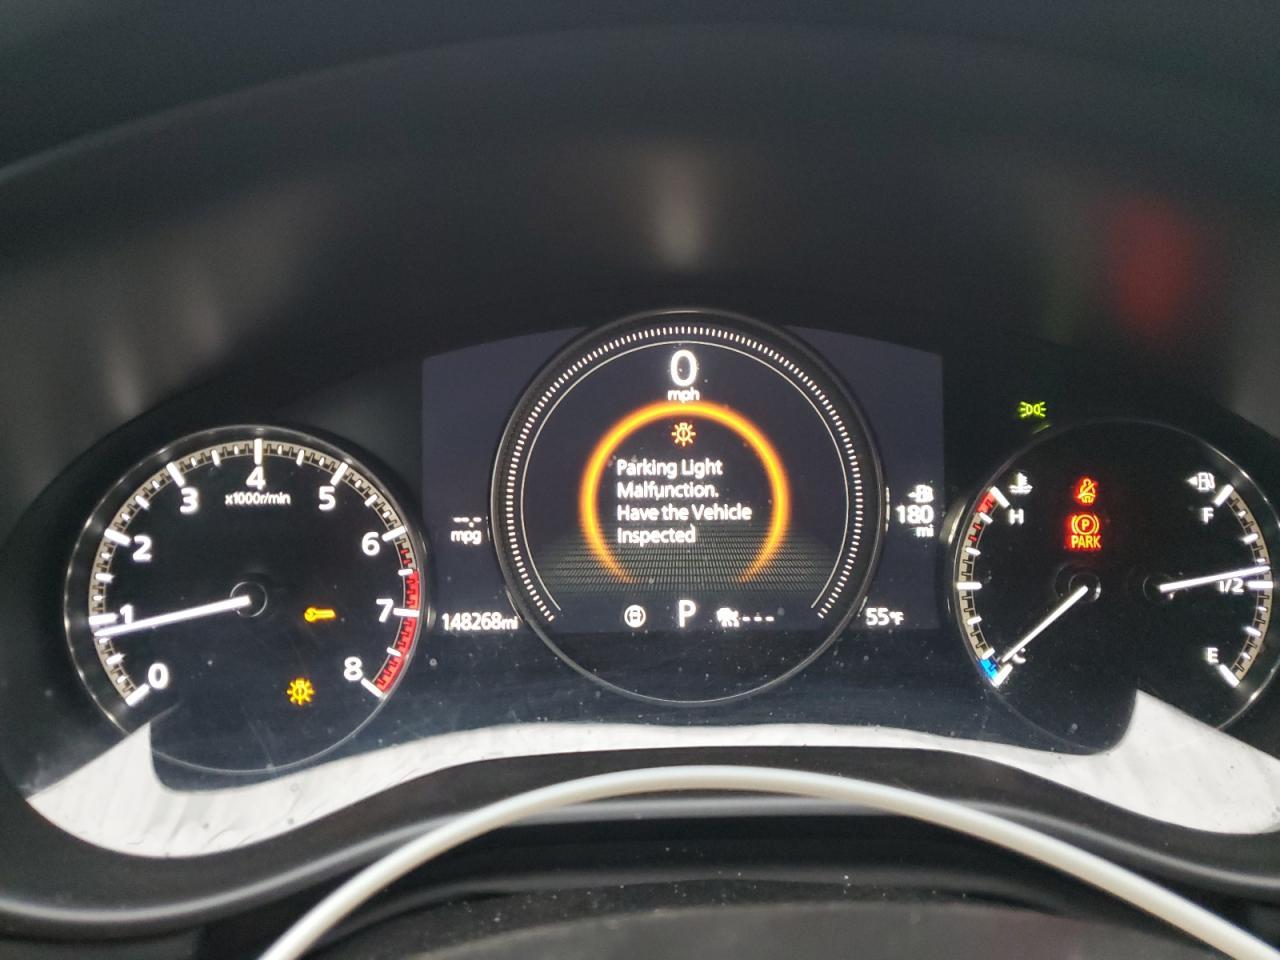 0
mph
Parking Light
Malfunction.
Have the Vehicle
Inspected
P
---
--.-
mpg
148268mi
180
mi
55°F
0
1
2
3
4
5
6
7
8
x1000r/min
H
C
P
PARK
F
1/2
E